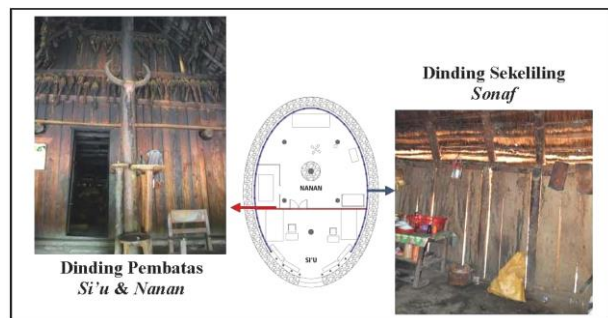 Dinding Pembatas
Si'u & Nanan
NANAN
SI'U
Dinding Sekeliling
Sonaf